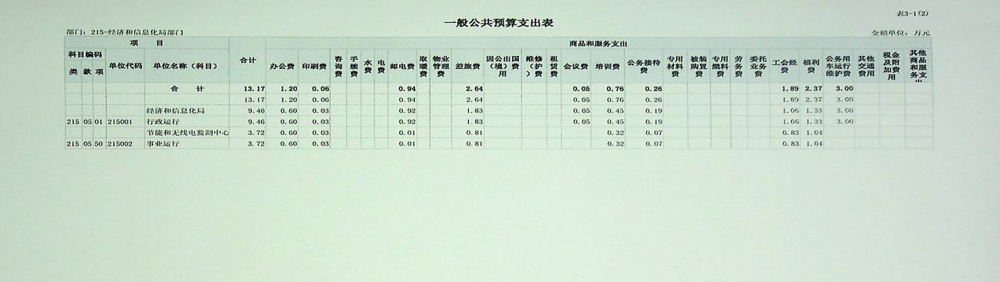 表3-1(2)
一般公共预算支出表
部门: 215-经济和信息化局部门 金额单位: 万元
项 目 合计 商品和服务支出
科目编码 单位代码 单位名称（科目） 办公费 印刷费 咨询费 手续费 水费 电费 邮电费 取暖费 物业管理费 差旅费 因公出国（境）费用 维修（护）费 租赁费 会议费 培训费 公务接待费 专用材料费 被装购置费 专用燃料费 劳务费 委托业务费 工会经费 福利费 公务用车运行维护费 其他交通费用 税金及附加费用 其他商品和服务支出
类 款 项
合 计 13.17 1.20 0.06 0.94 2.64 0.05 0.76 0.26 1.89 2.37 3.00
13.17 1.20 0.06 0.94 2.64 0.05 0.76 0.26 1.89 2.37 3.00
经济和信息化局 9.46 0.60 0.03 0.92 1.83 0.05 0.45 0.19 1.06 1.33 3.00
215 05 01 215001 行政运行 9.46 0.60 0.03 0.92 1.83 0.05 0.45 0.19 1.06 1.33 3.00
节能和无线电监测中心 3.72 0.60 0.03 0.01 0.81 0.32 0.07 0.83 1.04
215 05 50 215002 事业运行 3.72 0.60 0.03 0.01 0.81 0.32 0.07 0.83 1.04